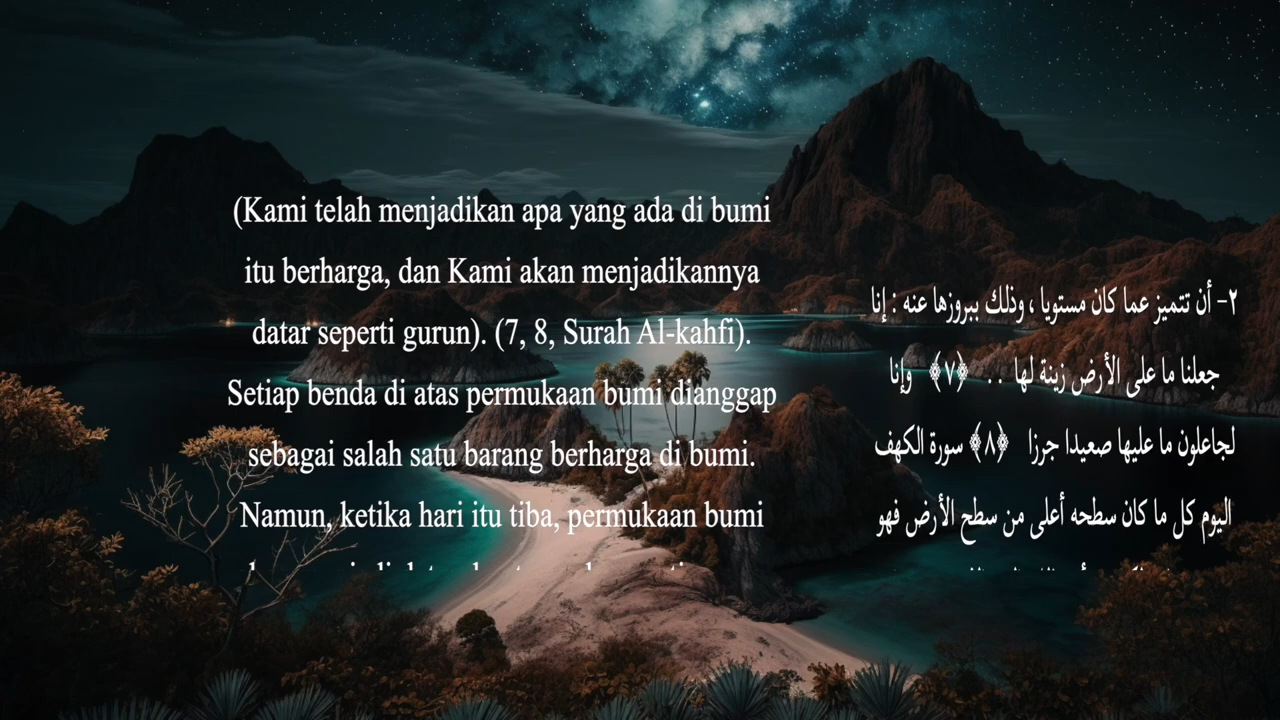 (Kami telah menjadikan apa yang ada di bumi
itu berharga, dan Kami akan menjadikannya
datar seperti gurun). (7, 8, Surah Al-kahfi).
Setiap benda di atas permukaan bumi dianggap
sebagai salah satu barang berharga di bumi.
Namun, ketika hari itu tiba, permukaan bumi
٢- أن تتميز عما كان مستويا ، وذلك ببروزها عنه : إنا
جعلنا ما على الأرض زينة لها . . ﴿٧﴾ وإنا
لجاعلون ما عليها صعيدا جرزا ﴿٨﴾ سورة الكهف
اليوم كل ما كان سطحه أعلى من سطح الأرض فهو